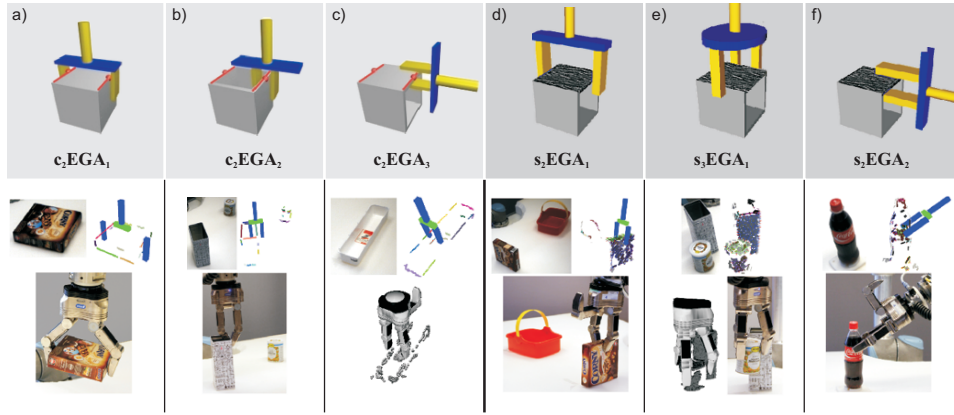 a)
b)
c)
d)
e)
f)
c₂EGA₁
c₂EGA₂
c₂EGA₃
s₂EGA₁
s₃EGA₁
s₂EGA₂